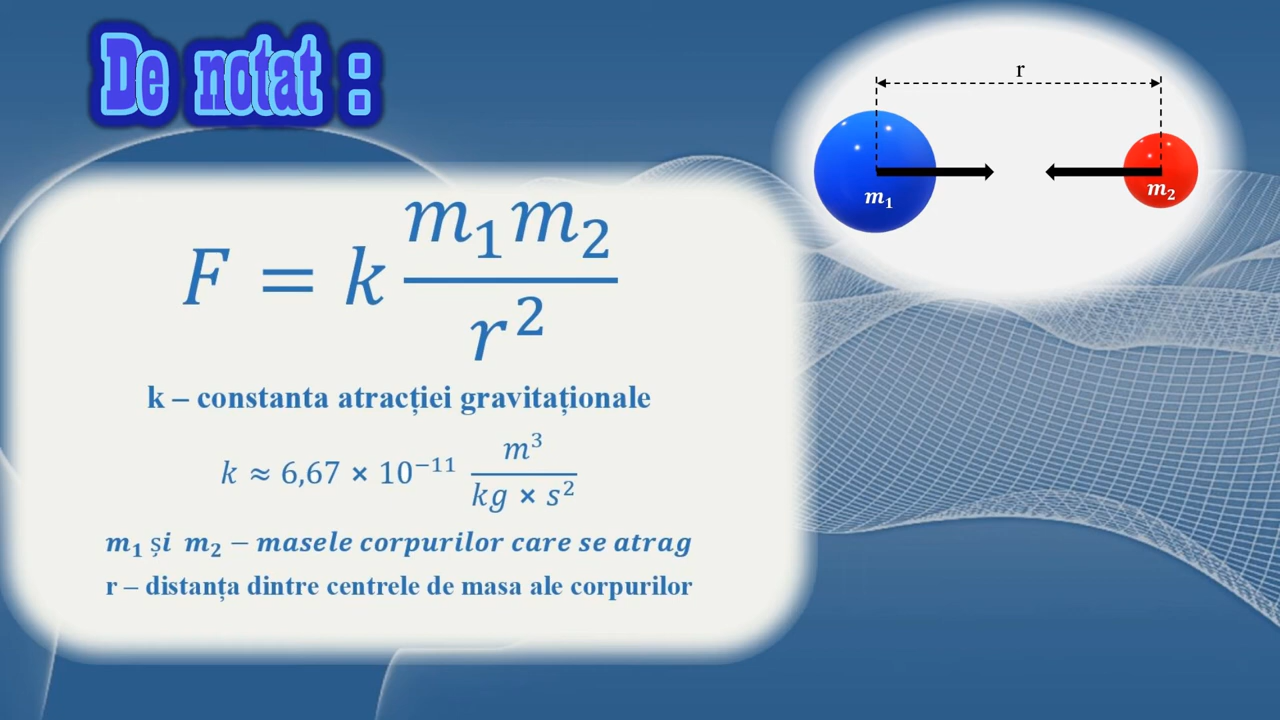 De notat :
r
m₁
m₂
F = k m₁m₂ / r²
k – constanta atracției gravitaționale
k ≈ 6,67 × 10⁻¹¹ m³ / kg × s²
m₁ și m₂ – masele corpurilor care se atrag
r – distanța dintre centrele de masa ale corpurilor